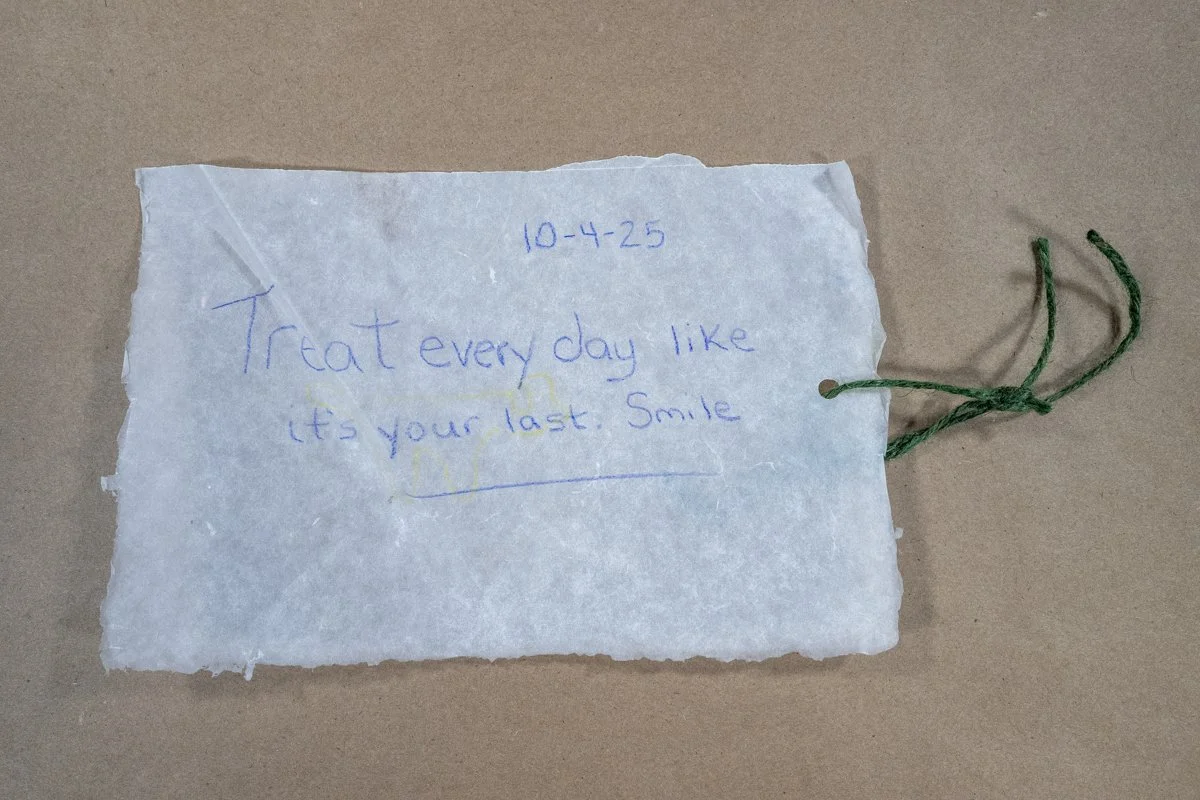 10-4-25
Treat every day like
it's your last. Smile